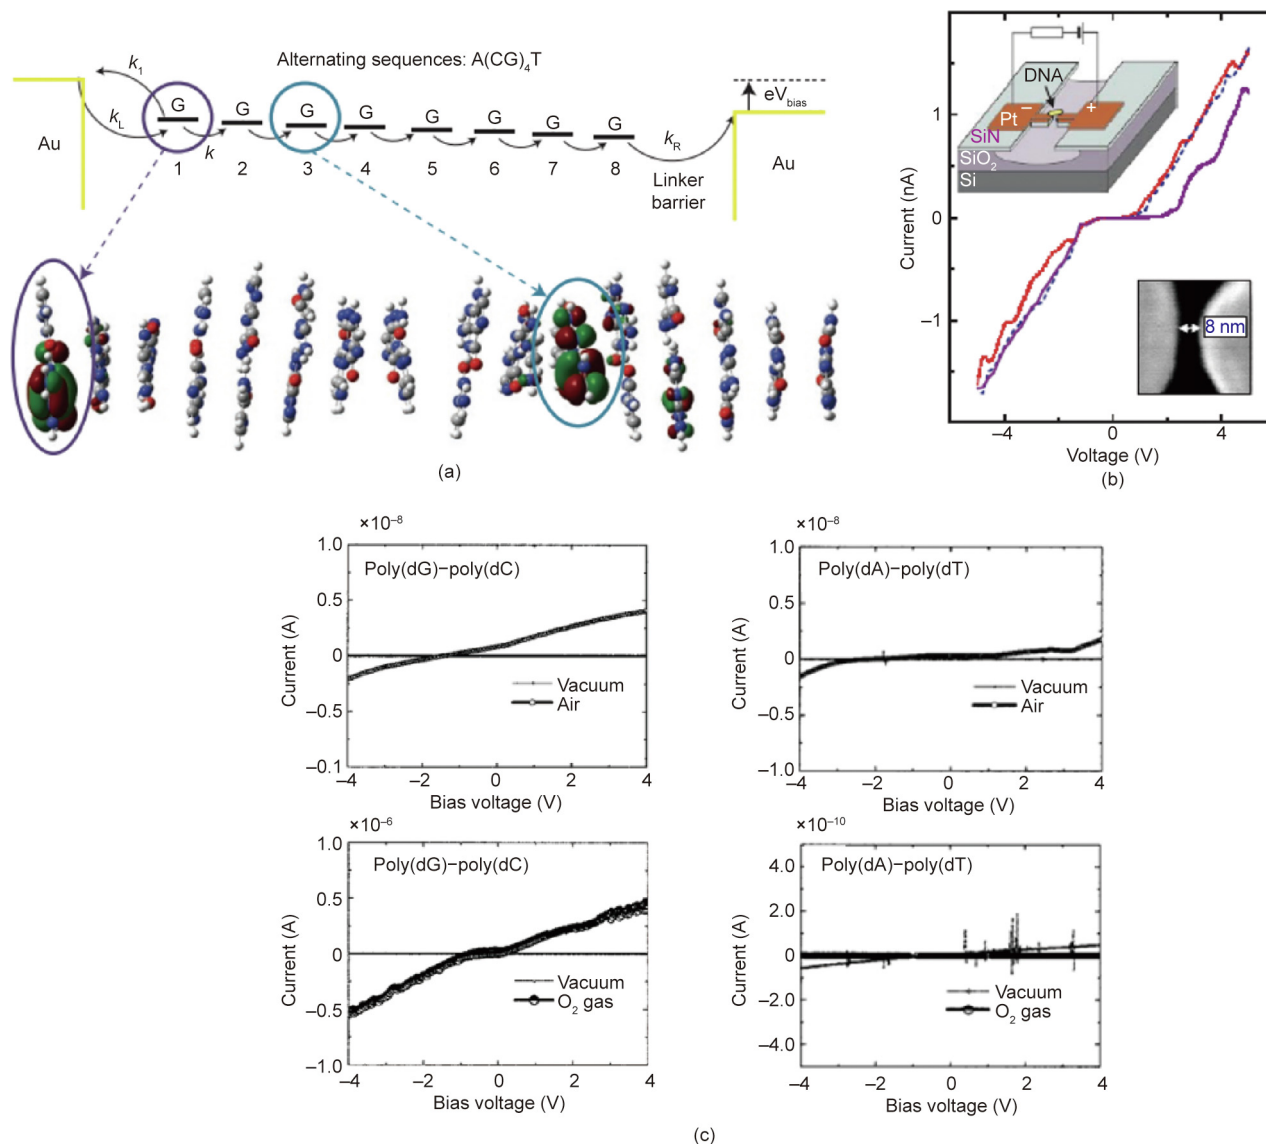 Alternating sequences: A(CG)₄T
k₁
kL
k
kR
G
G
G
G
G
G
G
G
1
2
3
4
5
6
7
8
Au
Au
eVbias
Linker
barrier
(a)
Current (nA)
1
0
−1
−4
0
4
Voltage (V)
DNA
−
+
Pt
SiN
SiO₂
Si
8 nm
(b)
×10⁻⁸
1.0
0.5
0
−0.5
−0.1
Current (A)
Poly(dG)−poly(dC)
Vacuum
Air
−4
−2
0
2
4
Bias voltage (V)
×10⁻⁸
1.0
0.5
0
−0.5
−1.0
Current (A)
Poly(dA)−poly(dT)
Vacuum
Air
−4
−2
0
2
4
Bias voltage (V)
×10⁻⁶
1.0
0.5
0
−0.5
−1.0
Current (A)
Poly(dG)−poly(dC)
Vacuum
O₂ gas
−4
−2
0
2
4
Bias voltage (V)
×10⁻¹⁰
4.0
2.0
0
−2.0
−4.0
Current (A)
Poly(dA)−poly(dT)
Vacuum
O₂ gas
−4
−2
0
2
4
Bias voltage (V)
(c)